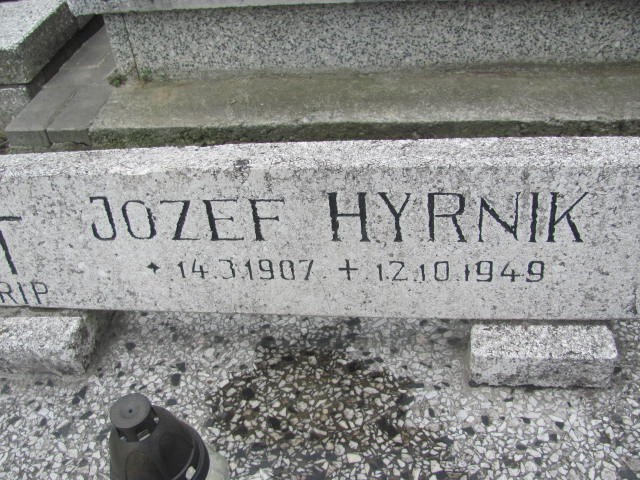 JOZEF HYRNIK
* 14.3.1907 + 12.10.1949
T
RIP